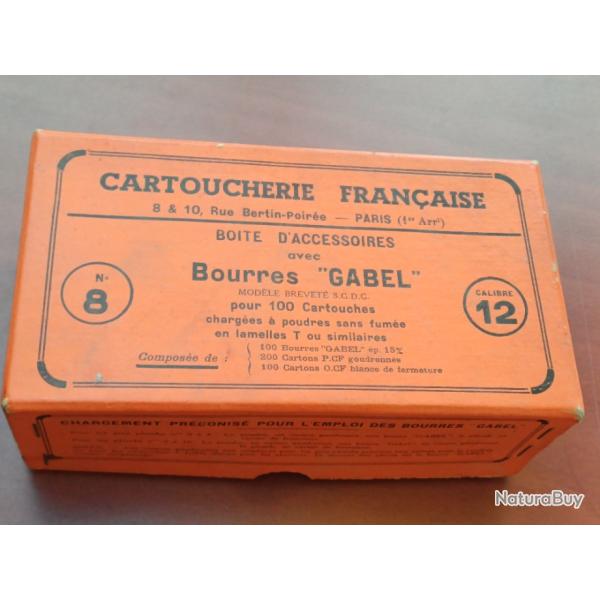 CARTOUCHERIE FRANÇAISE
8 & 10, Rue Bertin-Poirée — PARIS (1er Arrt)
BOITE D'ACCESSOIRES
avec
Bourres "GABEL"
MODÈLE BREVETÉ S.G.D.G.
N° 8
CALIBRE 12
pour 100 Cartouches
chargées à poudres sans fumée
en lamelles T ou similaires
Composée de :
100 Bourres "GABEL" ép. 15 m/m
200 Cartons P.CF goudronnés
100 Cartons O.CF blancs de fermeture
CHARGEMENT PRÉCONISÉ POUR L'EMPLOI DES BOURRES "GABEL"
NaturaBuy